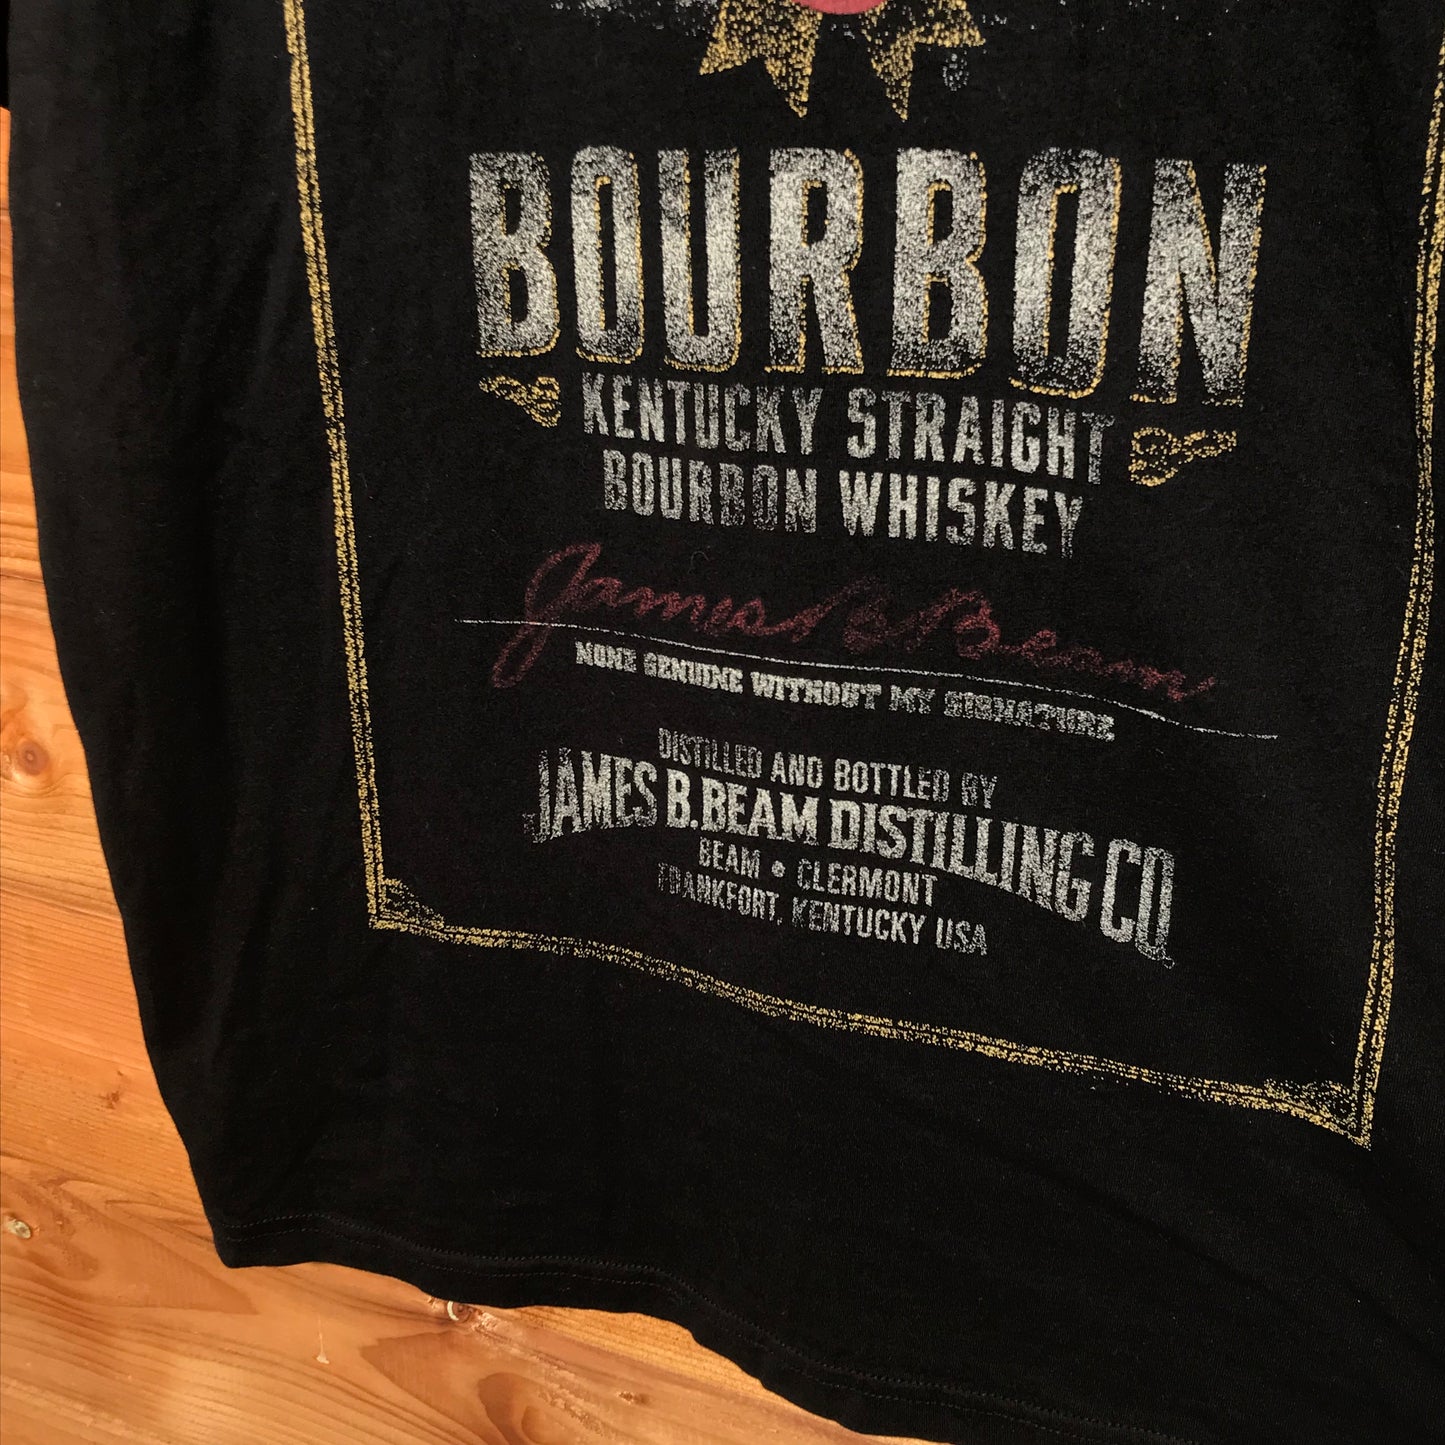 ®
BOURBON
KENTUCKY STRAIGHT
BOURBON WHISKEY
James B. Beam
NONE GENUINE WITHOUT MY SIGNATURE
DISTILLED AND BOTTLED BY
JAMES B. BEAM DISTILLING CO.
BEAM • CLERMONT
FRANKFORT, KENTUCKY USA